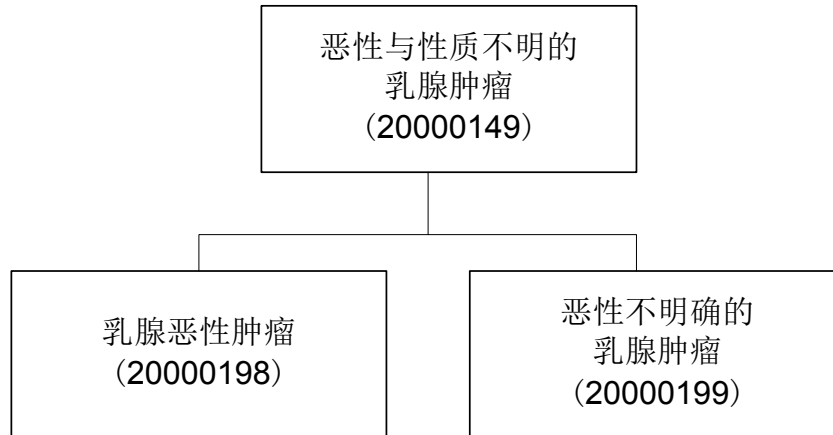 恶性与性质不明的
乳腺肿瘤
（20000149）
乳腺恶性肿瘤
（20000198）
恶性不明确的
乳腺肿瘤
（20000199）